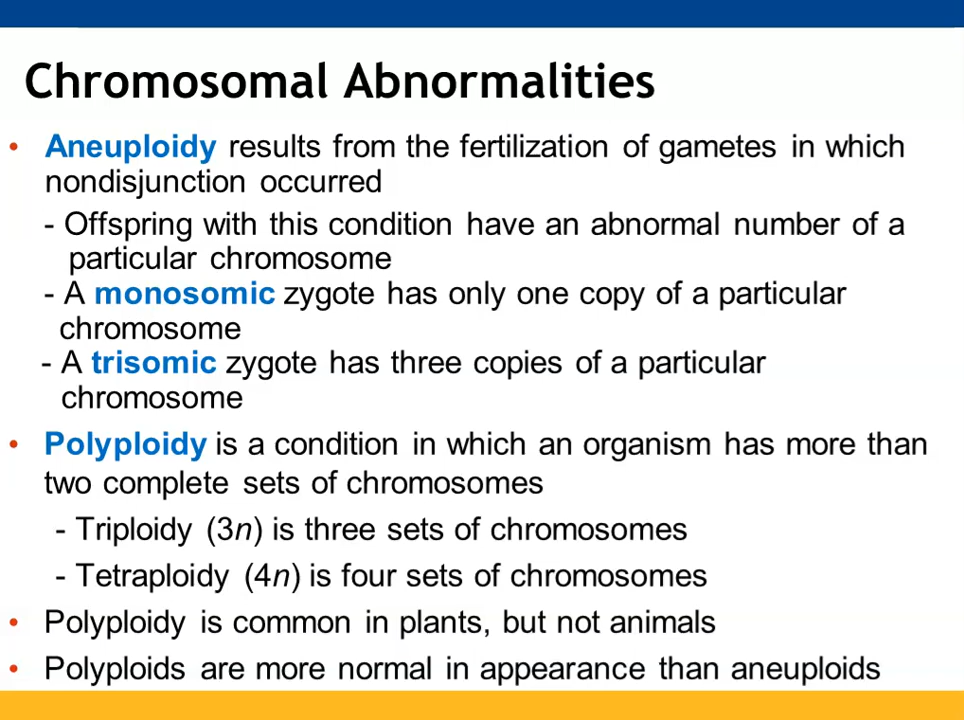 Chromosomal Abnormalities
• Aneuploidy results from the fertilization of gametes in which
nondisjunction occurred
- Offspring with this condition have an abnormal number of a
particular chromosome
- A monosomic zygote has only one copy of a particular
chromosome
- A trisomic zygote has three copies of a particular
chromosome
• Polyploidy is a condition in which an organism has more than
two complete sets of chromosomes
- Triploidy (3n) is three sets of chromosomes
- Tetraploidy (4n) is four sets of chromosomes
• Polyploidy is common in plants, but not animals
• Polyploids are more normal in appearance than aneuploids